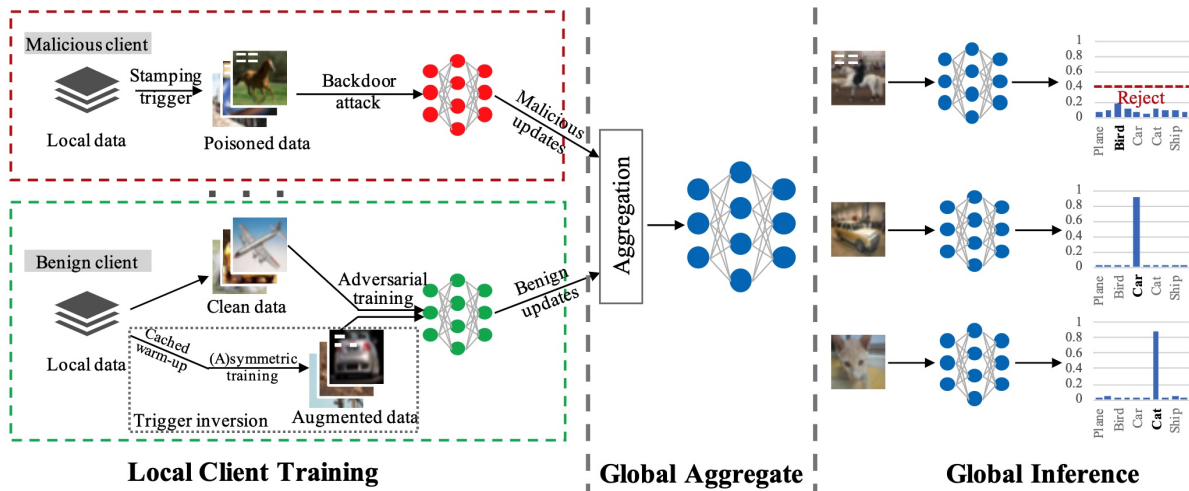 Malicious client
Stamping
trigger
Local data
Poisoned data
Backdoor
attack
Malicious
updates
Benign client
Local data
Clean data
Adversarial
training
Cached
warm-up
(A)symmetric
training
Augmented data
Trigger inversion
Benign
updates
Local Client Training
Aggregation
Global Aggregate
1
0.8
0.6
0.4
Reject
0.2
0
Plane
Bird
Car
Cat
Ship
1
0.8
0.6
0.4
0.2
0
Plane
Bird
Car
Cat
Ship
1
0.8
0.6
0.4
0.2
0
Plane
Bird
Car
Cat
Ship
Global Inference